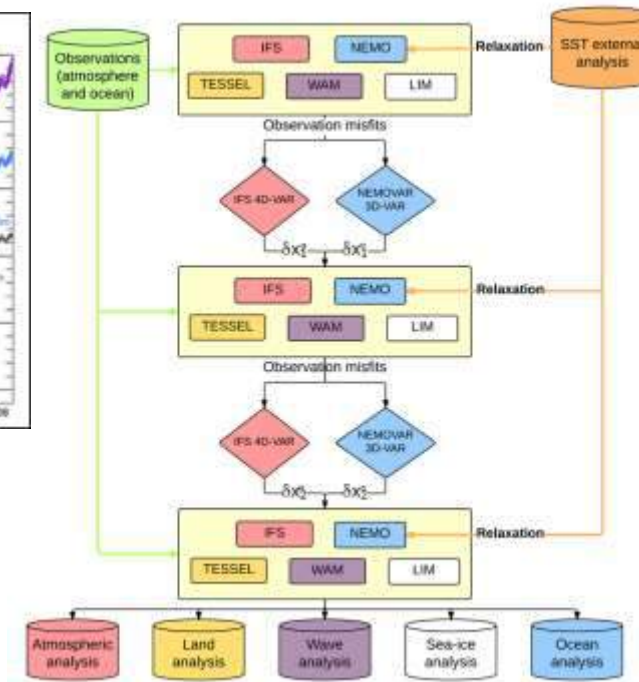 Observations
(atmosphere
and ocean)
IFS
NEMO
TESSEL
WAM
LIM
Relaxation
SST external
analysis
Observation misfits
IFS 4D-VAR
NEMOVAR
3D-VAR
IFS
NEMO
Relaxation
TESSEL
WAM
LIM
Observation misfits
IFS 4D-VAR
NEMOVAR
3D-VAR
IFS
NEMO
Relaxation
TESSEL
WAM
LIM
Atmospheric
analysis
Land
analysis
Wave
analysis
Sea-ice
analysis
Ocean
analysis